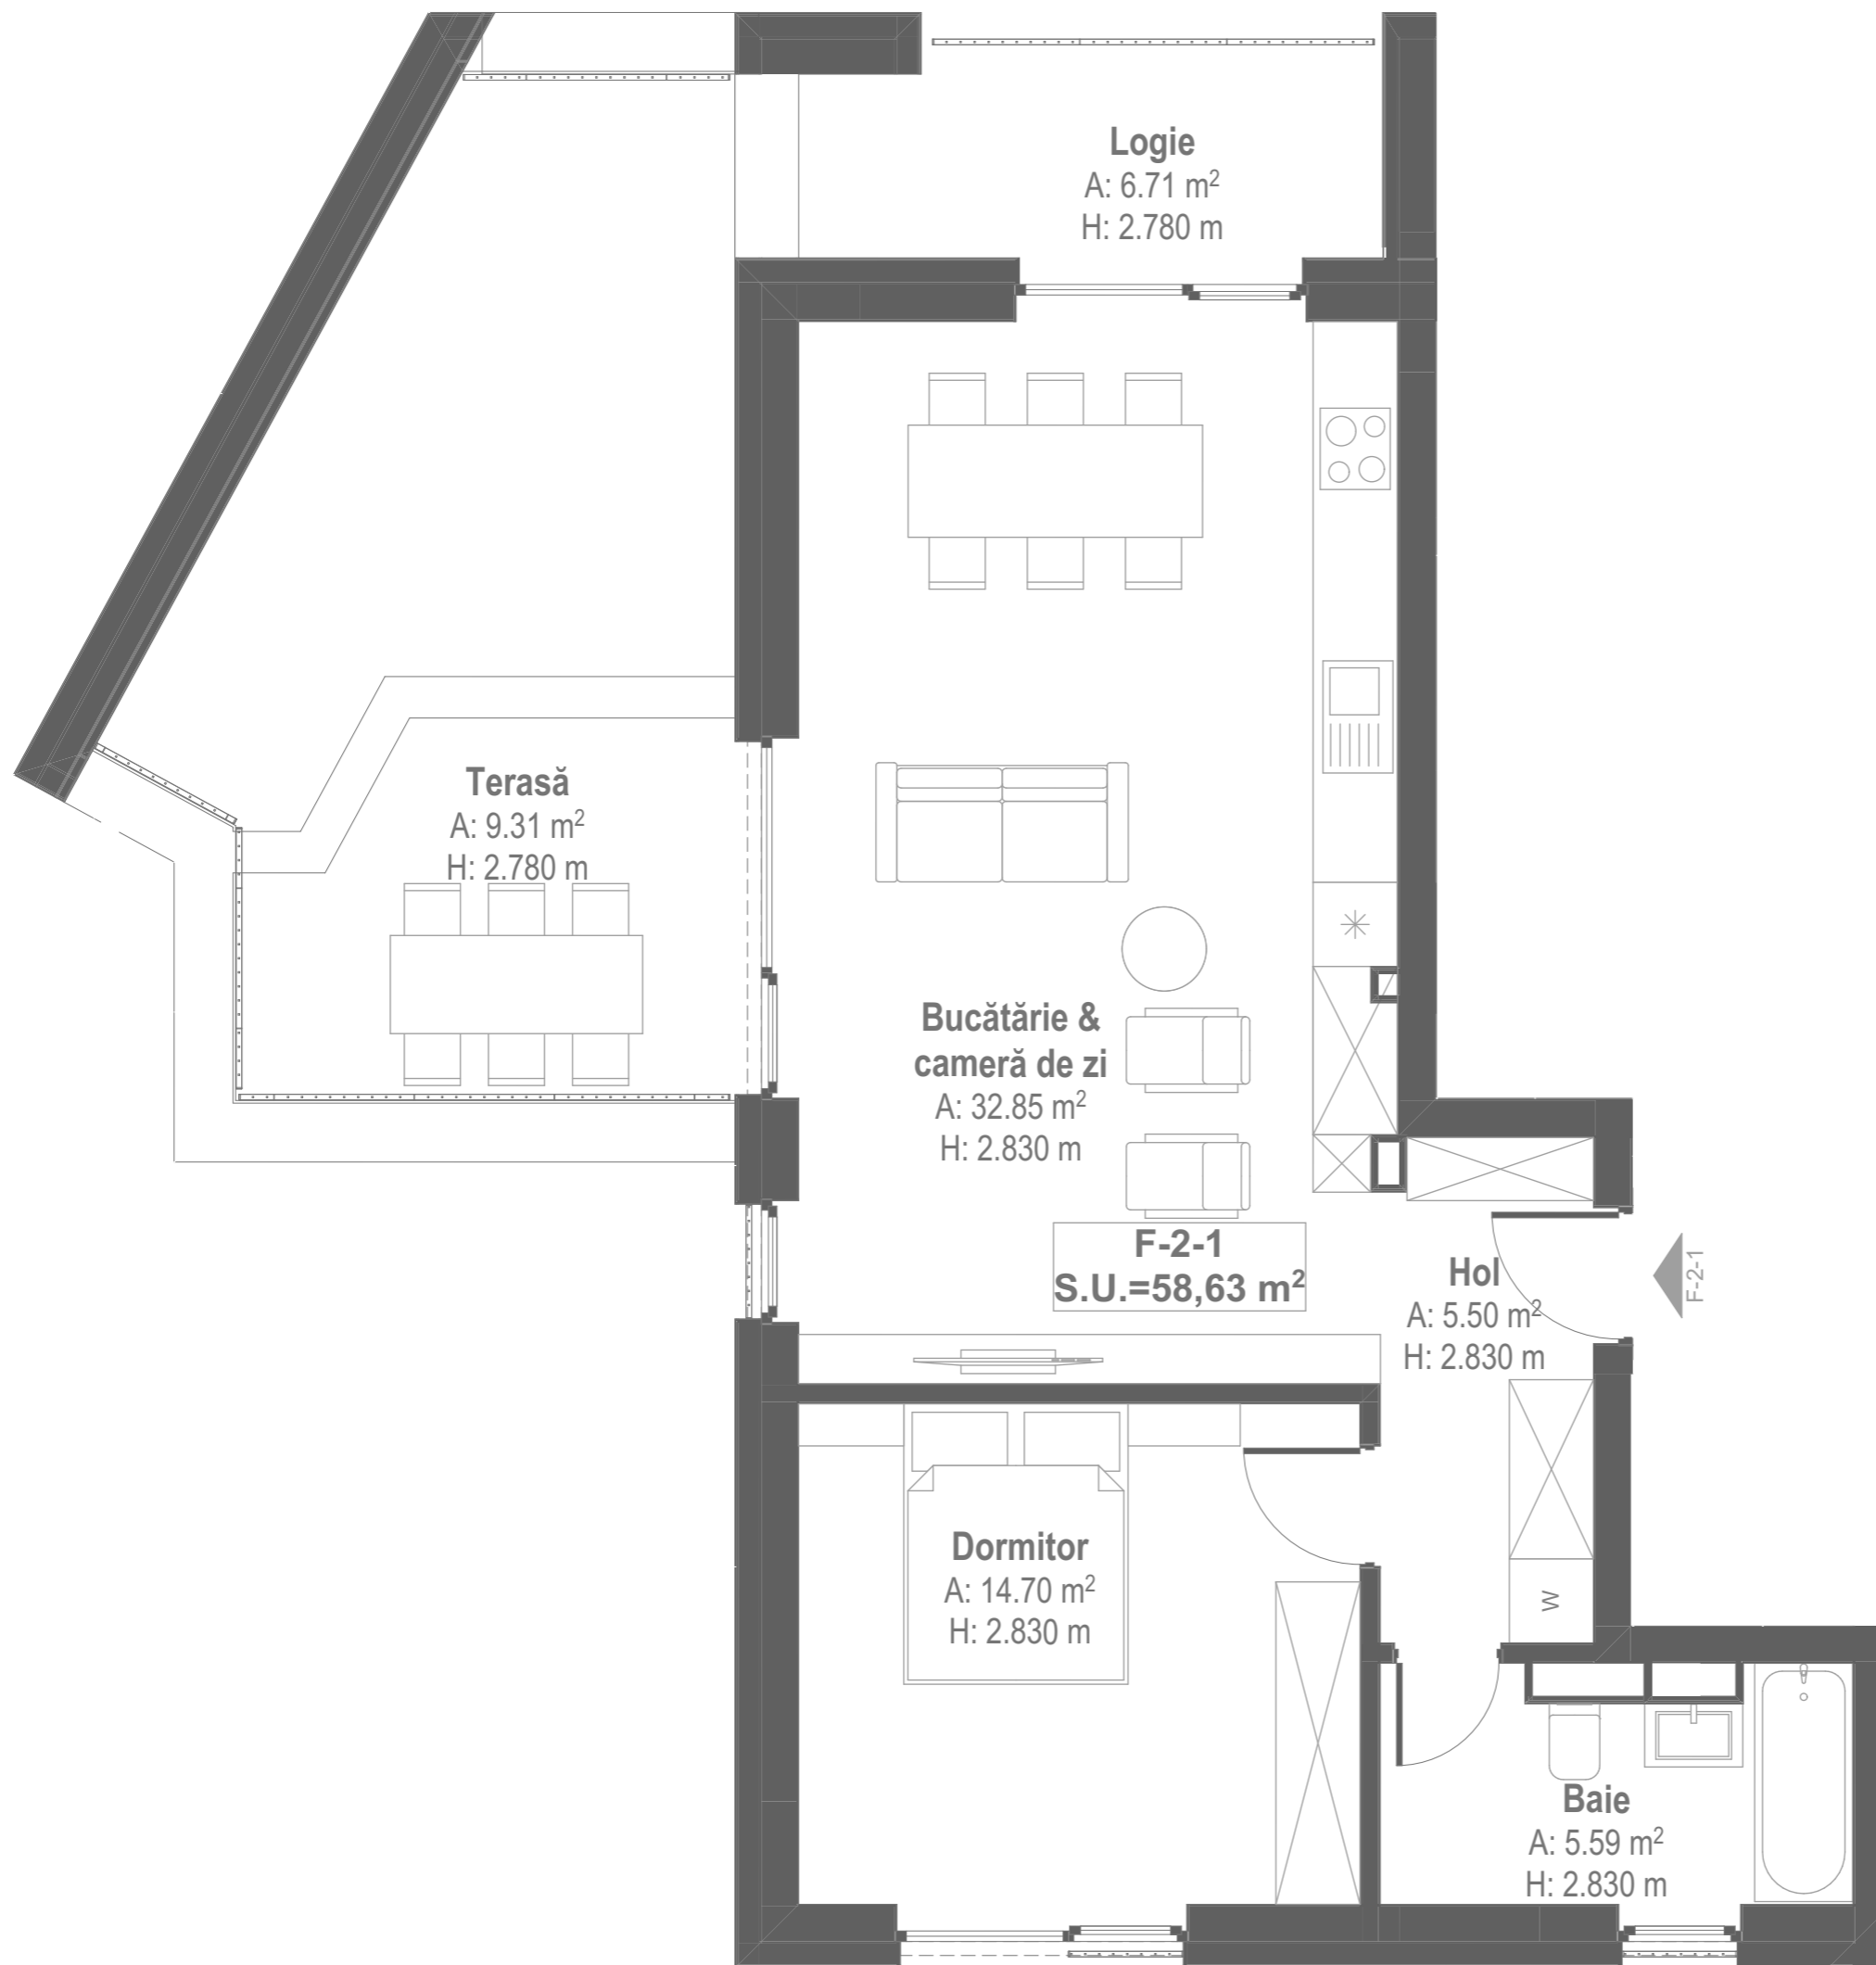 Logie
A: 6.71 m²
H: 2.780 m
Terasă
A: 9.31 m²
H: 2.780 m
Bucătărie &
cameră de zi
A: 32.85 m²
H: 2.830 m
F-2-1
S.U.=58,63 m²
Hol
A: 5.50 m²
H: 2.830 m
F-2-1
Dormitor
A: 14.70 m²
H: 2.830 m
W
Baie
A: 5.59 m²
H: 2.830 m